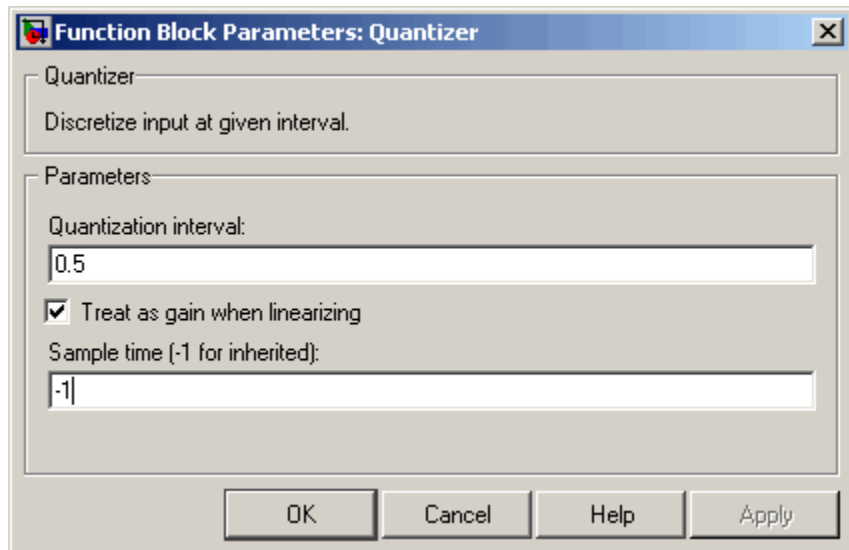 Function Block Parameters: Quantizer
Quantizer
Discretize input at given interval.
Parameters
Quantization interval:
0.5
Treat as gain when linearizing
Sample time (-1 for inherited):
-1
OK Cancel Help Apply